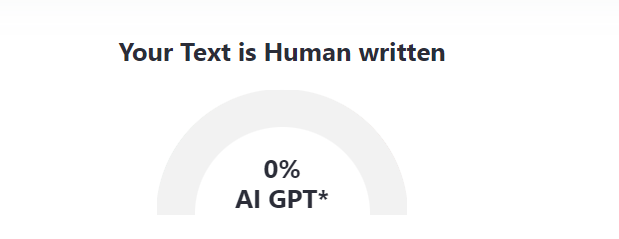 Your Text is Human written
0%
AI GPT*